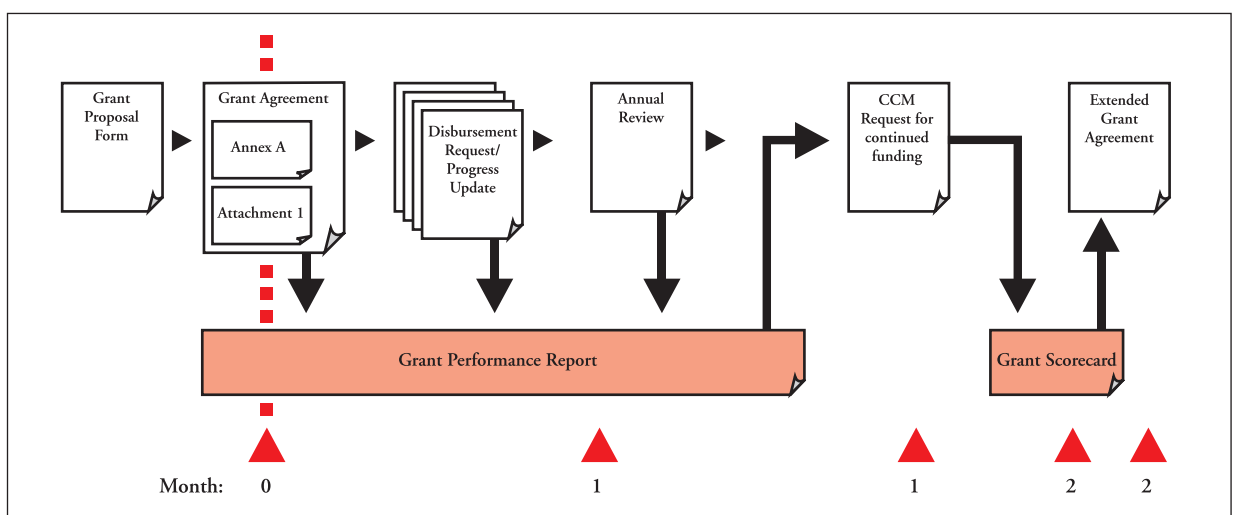 Grant
Proposal
Form
Grant Agreement
Annex A
Attachment 1
Disbursement
Request/
Progress
Update
Annual
Review
CCM
Request for
continued
funding
Extended
Grant
Agreement
Grant Performance Report
Grant Scorecard
Month: 0 1 1 2 2